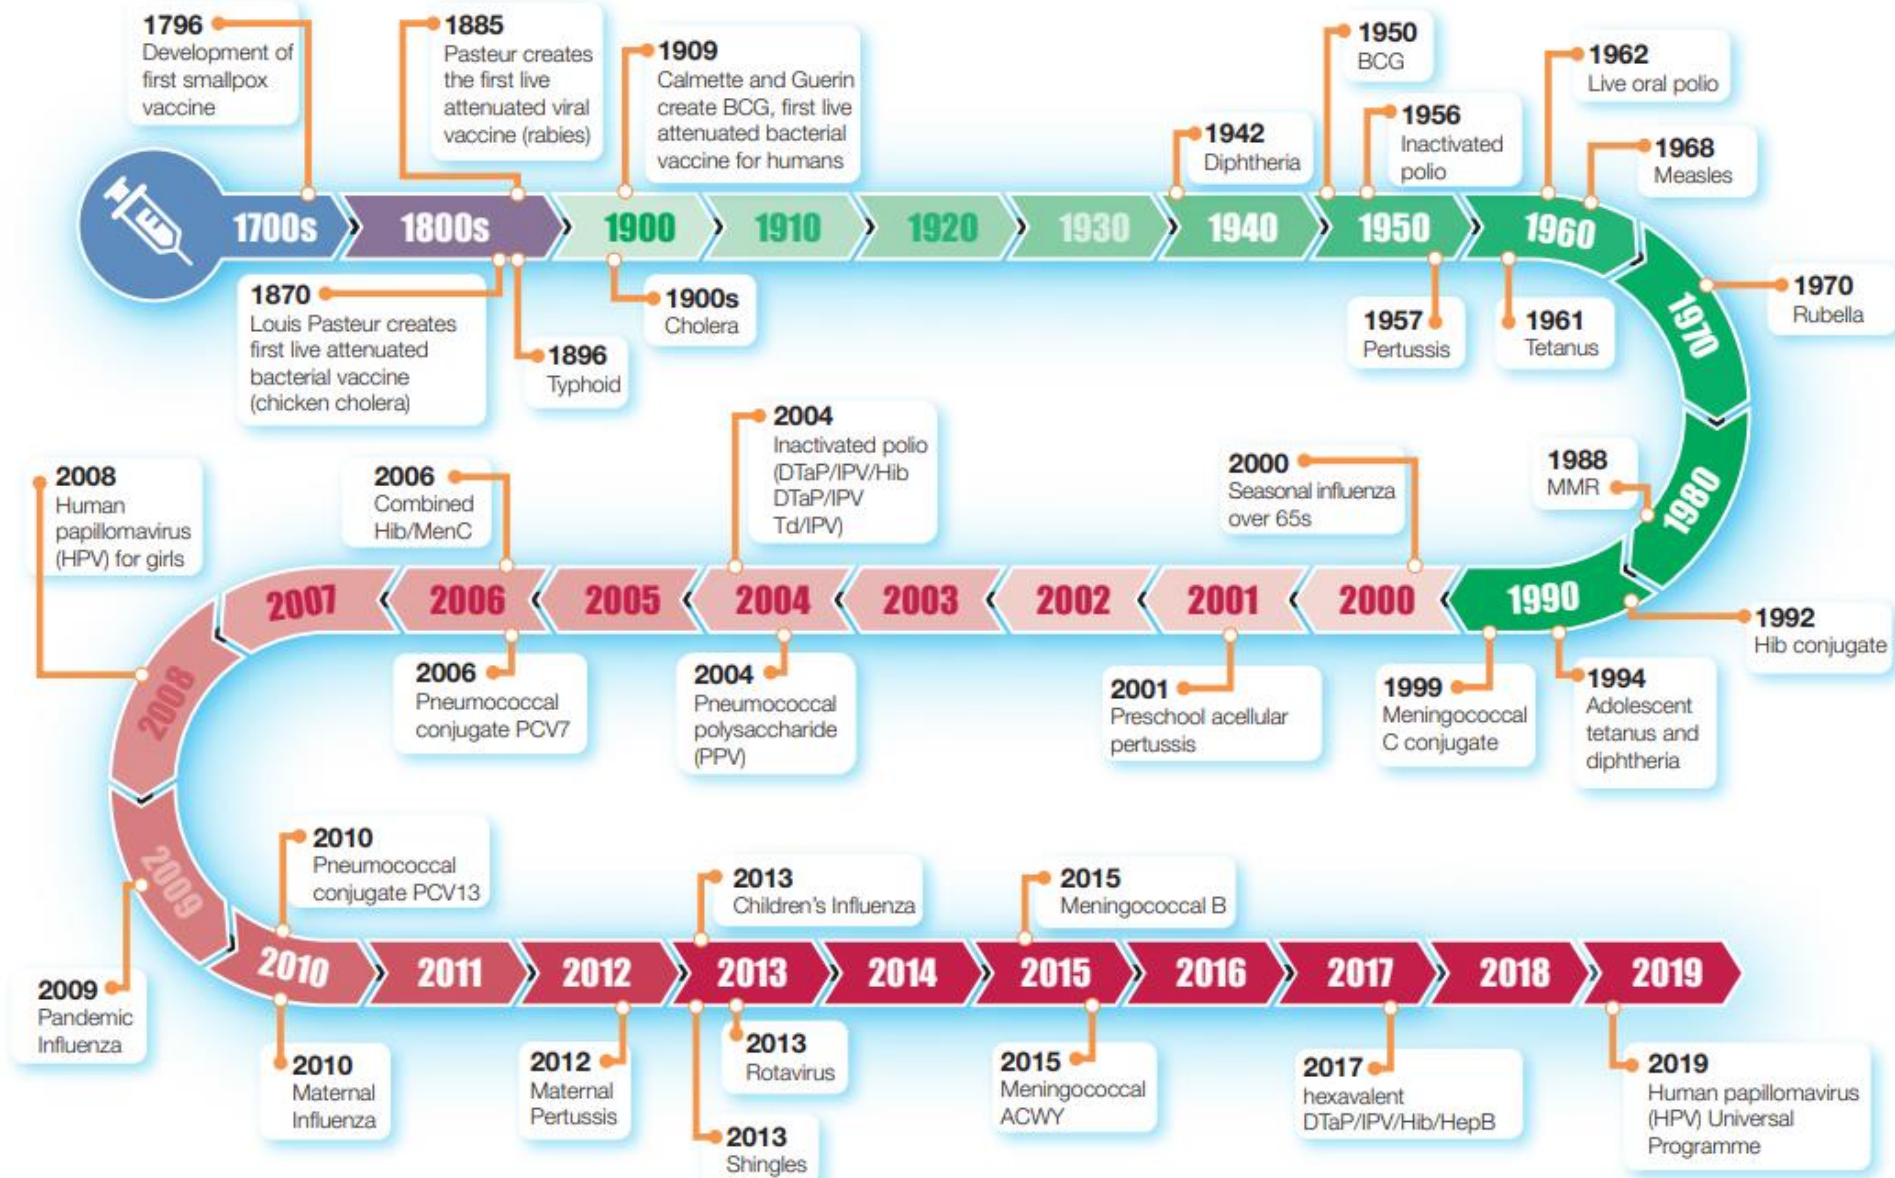 1796
Development of
first smallpox
vaccine
1885
Pasteur creates
the first live
attenuated viral
vaccine (rabies)
1909
Calmette and Guerin
create BCG, first live
attenuated bacterial
vaccine for humans
1942
Diphtheria
1950
BCG
1956
Inactivated
polio
1962
Live oral polio
1968
Measles
1700s
1800s
1900
1910
1920
1930
1940
1950
1960
1870
Louis Pasteur creates
first live attenuated
bacterial vaccine
(chicken cholera)
1896
Typhoid
1900s
Cholera
1957
Pertussis
1961
Tetanus
1970
Rubella
1970
1980
2008
Human
papillomavirus
(HPV) for girls
2006
Combined
Hib/MenC
2004
Inactivated polio
(DTaP/IPV/Hib
DTaP/IPV
Td/IPV)
2000
Seasonal influenza
over 65s
1988
MMR
2007
2006
2005
2004
2003
2002
2001
2000
1990
2006
Pneumococcal
conjugate PCV7
2004
Pneumococcal
polysaccharide
(PPV)
2001
Preschool acellular
pertussis
1999
Meningococcal
C conjugate
1994
Adolescent
tetanus and
diphtheria
1992
Hib conjugate
2008
2009
2010
Pneumococcal
conjugate PCV13
2013
Children's Influenza
2015
Meningococcal B
2010
2011
2012
2013
2014
2015
2016
2017
2018
2019
2009
Pandemic
Influenza
2010
Maternal
Influenza
2012
Maternal
Pertussis
2013
Rotavirus
2013
Shingles
2015
Meningococcal
ACWY
2017
hexavalent
DTaP/IPV/Hib/HepB
2019
Human papillomavirus
(HPV) Universal
Programme